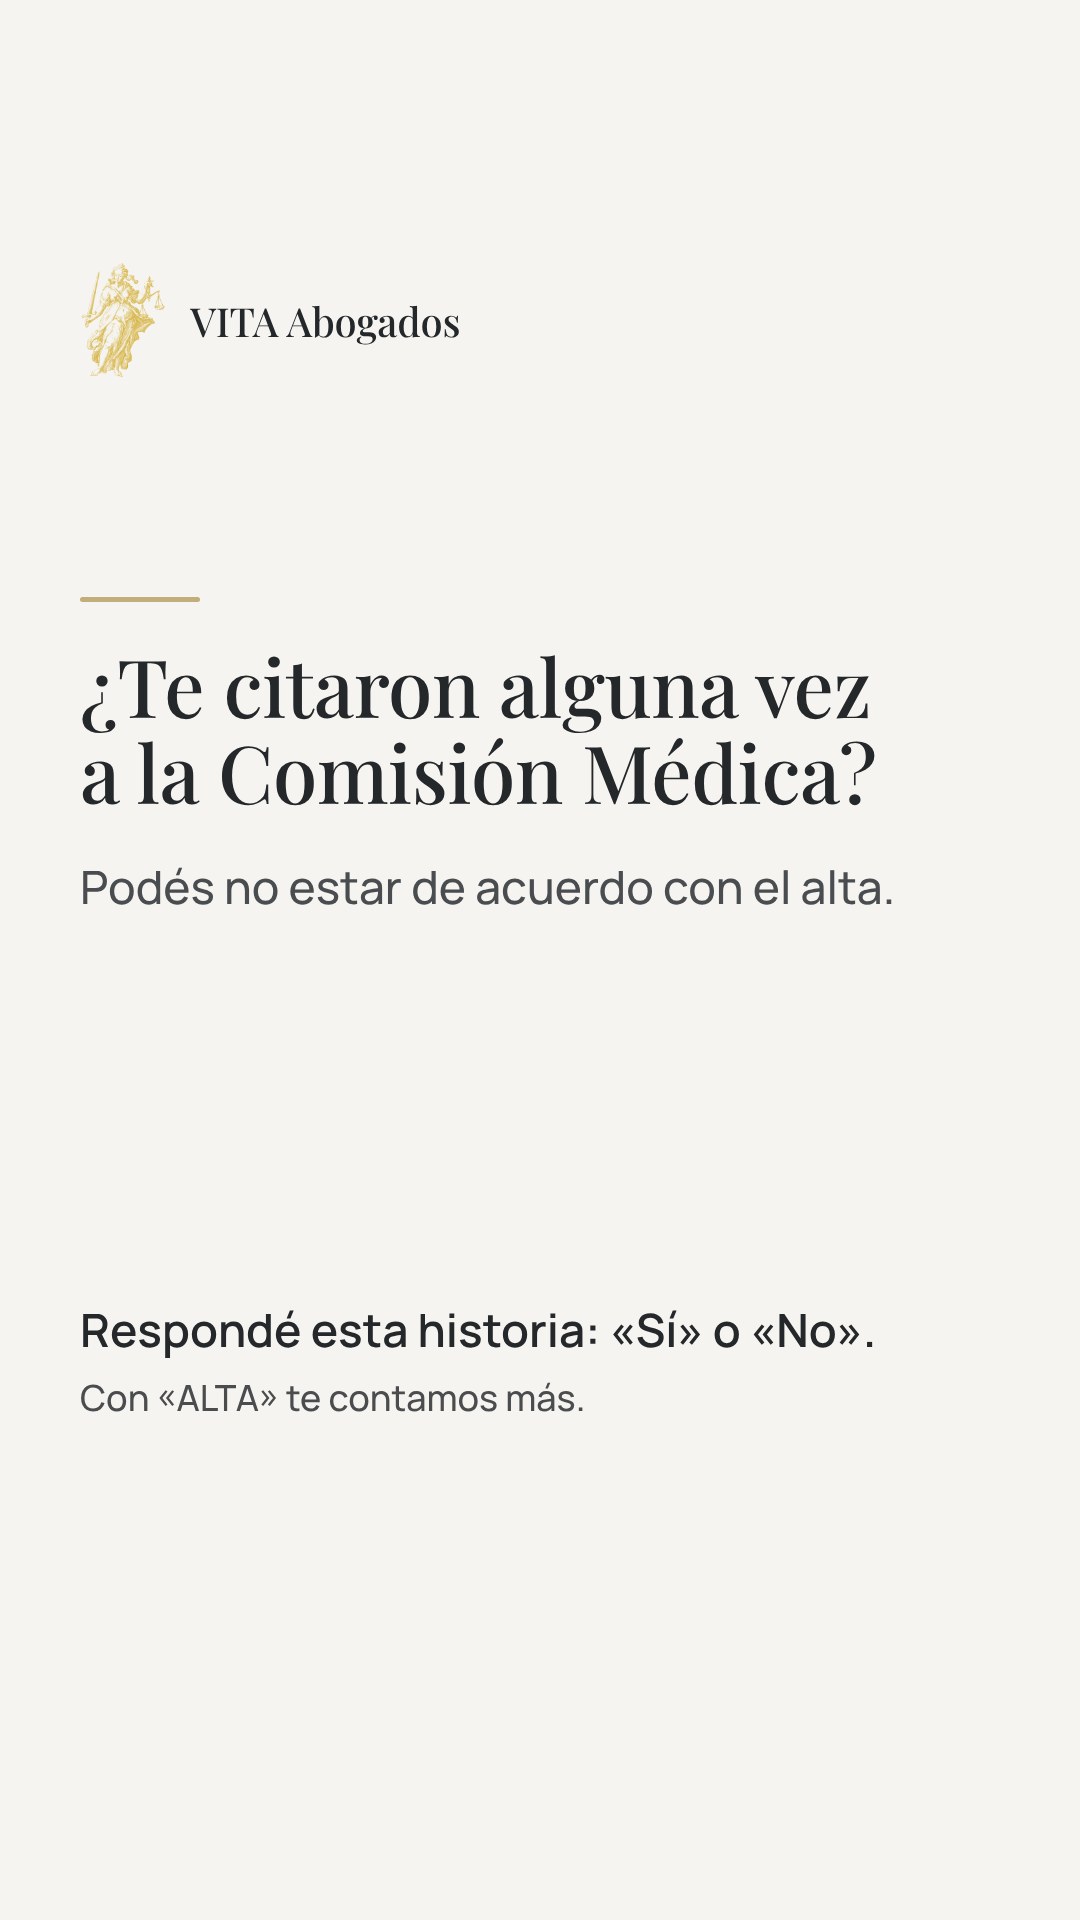 VITA Abogados
¿Te citaron alguna vez
a la Comisión Médica?
Podés no estar de acuerdo con el alta.
Respondé esta historia: «Sí» o «No».
Con «ALTA» te contamos más.